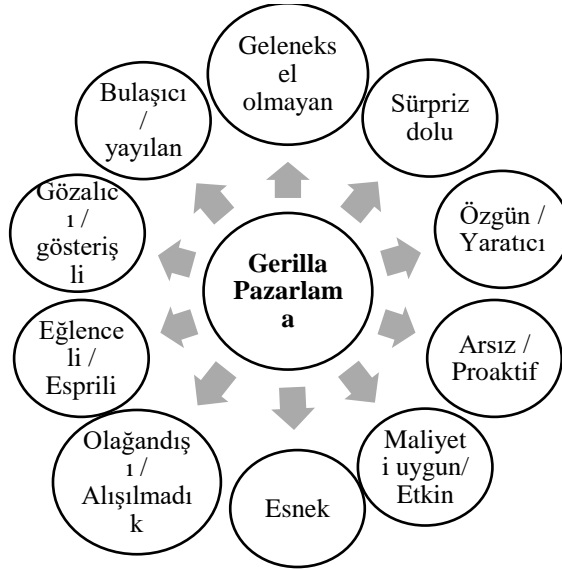 Geleneks
el
olmayan
Sürpriz
dolu
Özgün /
Yaratıcı
Arsız /
Proaktif
Maliyet
i uygun/
Etkin
Esnek
Olağandış
ı /
Alışılmadı
k
Eğlence
li /
Esprili
Gözalıc
ı /
gösteriş
li
Bulaşıcı
/
yayılan
Gerilla
Pazarlam
a